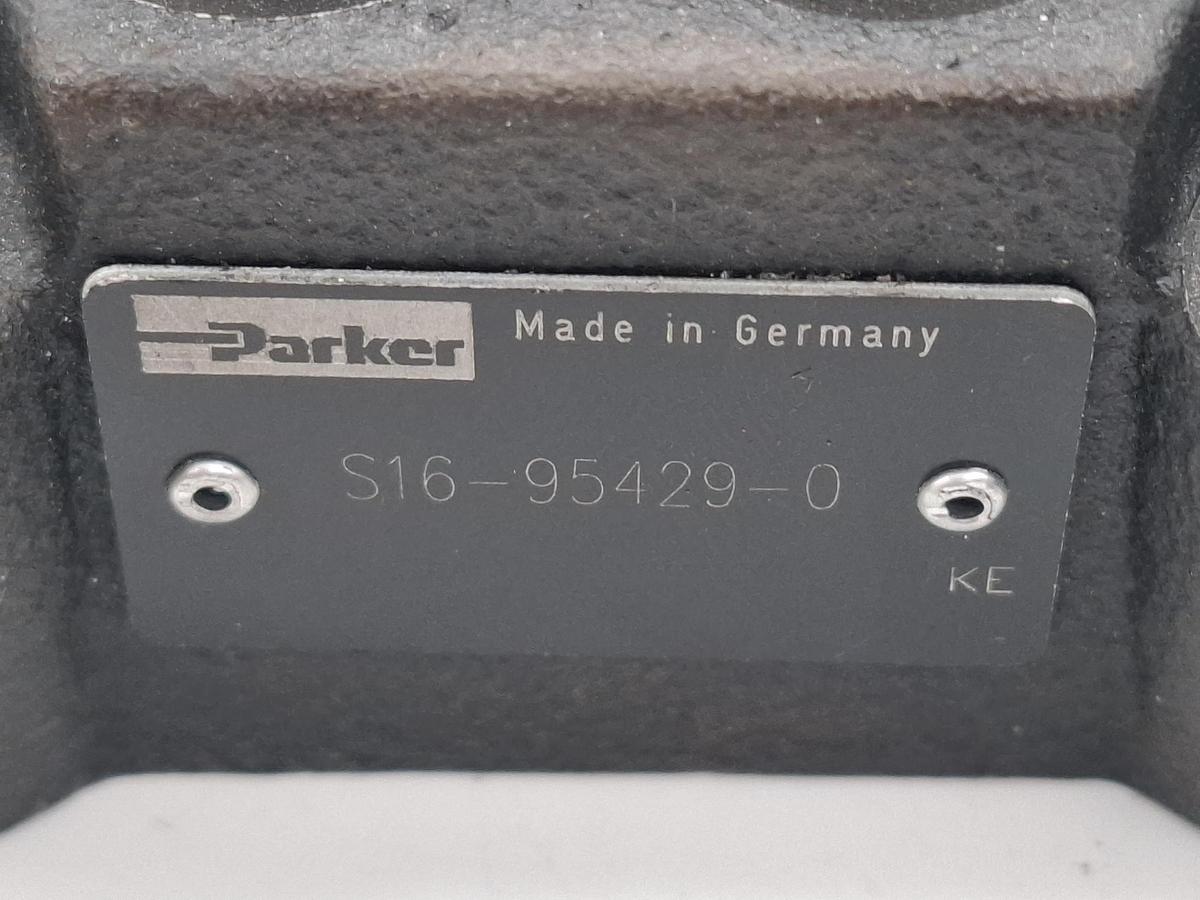 Parker Made in Germany
S16-95429-0
KE